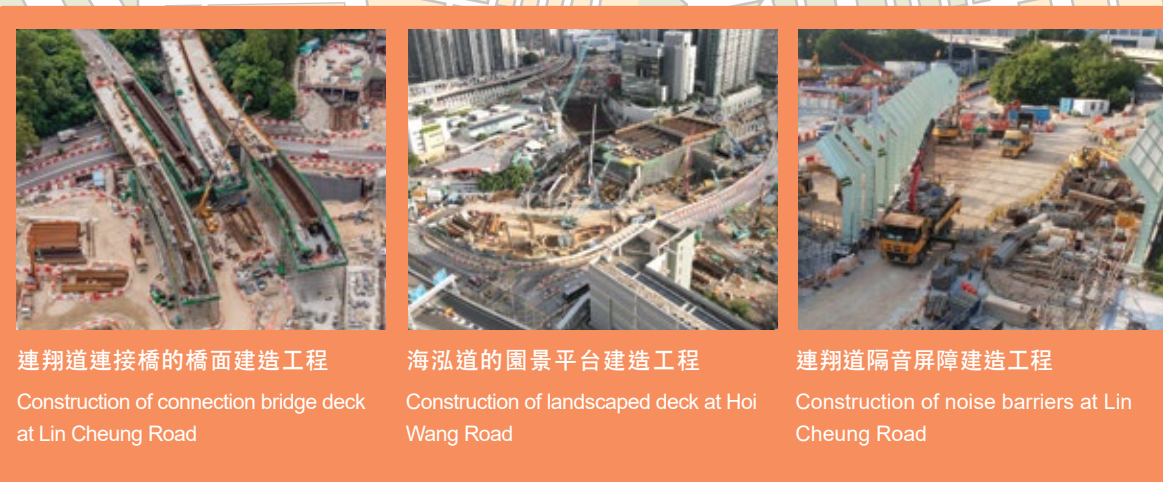 連翔道連接橋的橋面建造工程
Construction of connection bridge deck
at Lin Cheung Road
海泓道的園景平台建造工程
Construction of landscaped deck at Hoi
Wang Road
連翔道隔音屏障建造工程
Construction of noise barriers at Lin
Cheung Road